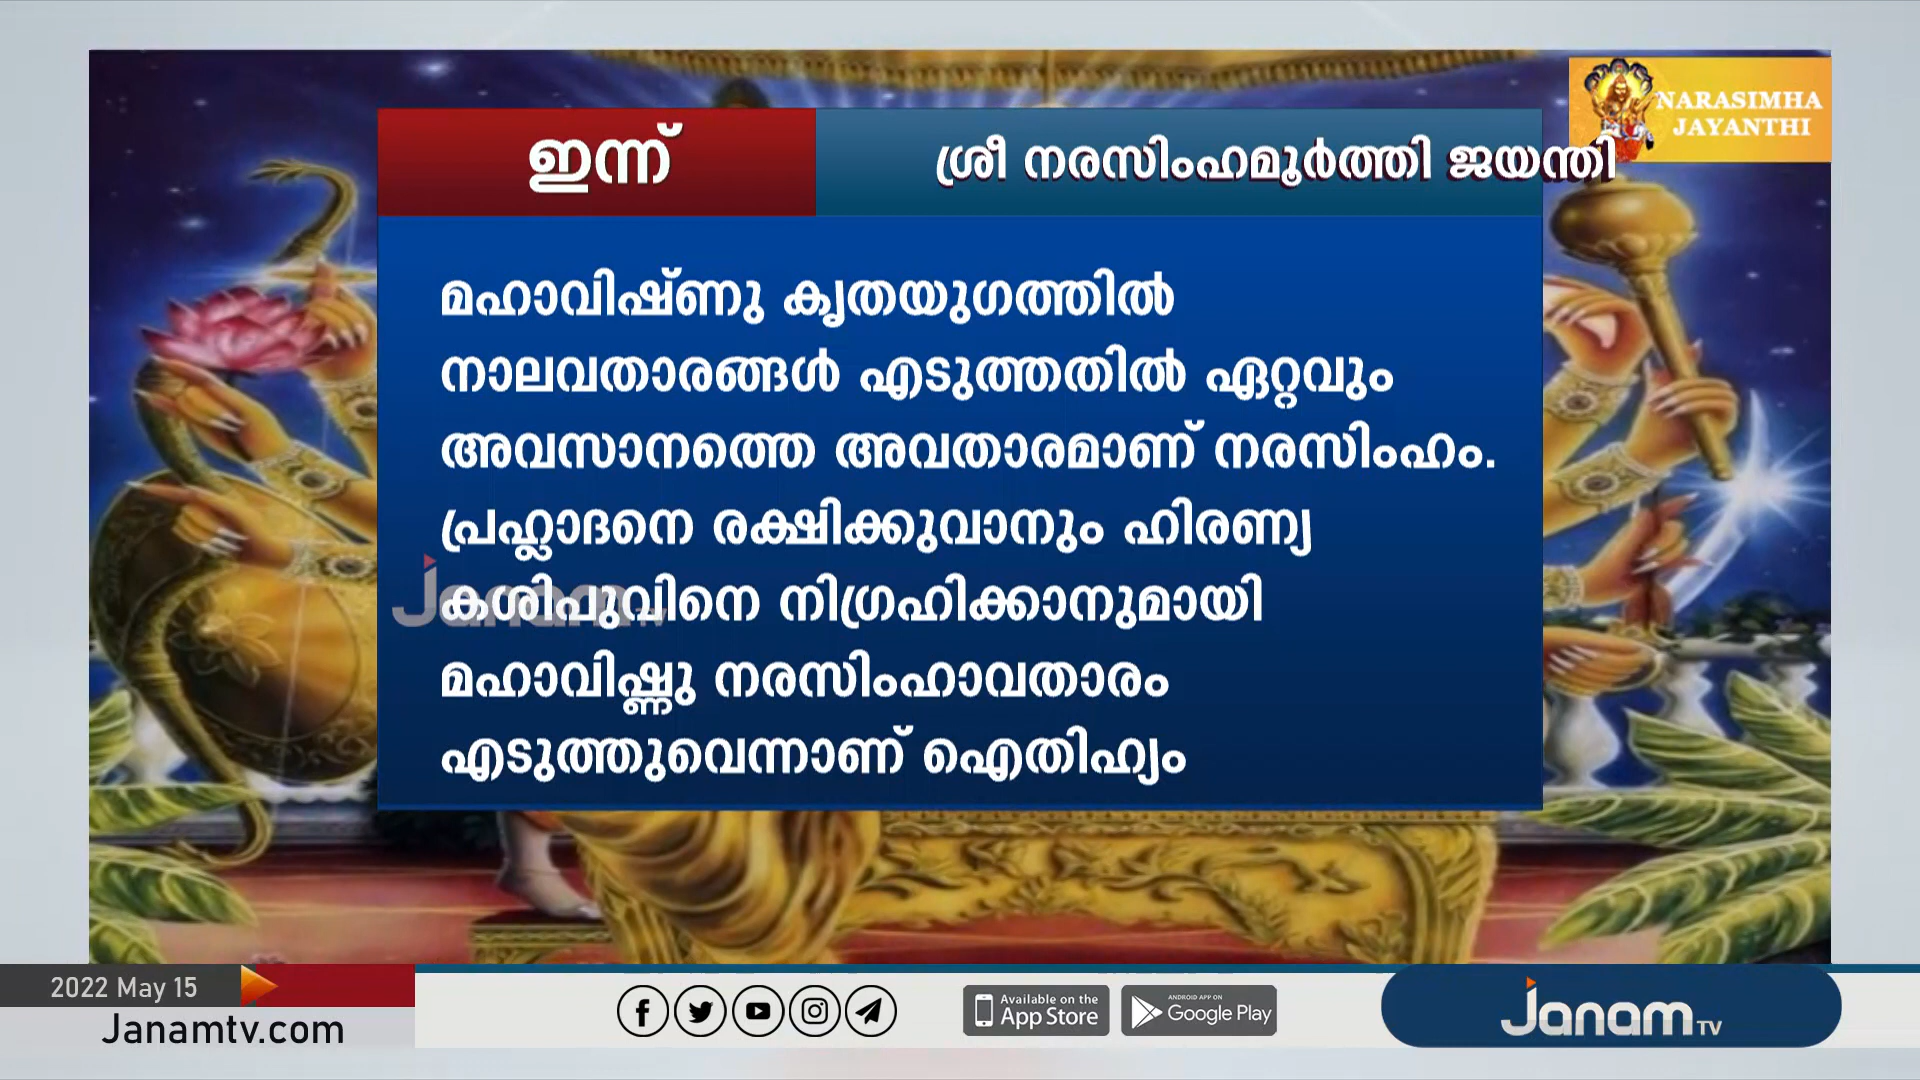 NARASIMHA
JAYANTHI
ഇന്ന്
ശ്രീ നരസിംഹമൂർത്തി ജയന്തി
മഹാവിഷ്ണു കൃതയുഗത്തിൽ
നാലവതാരങ്ങൾ എടുത്തതിൽ ഏറ്റവും
അവസാനത്തെ അവതാരമാണ് നരസിംഹം.
പ്രഹ്ലാദനെ രക്ഷിക്കുവാനും ഹിരണ്യ
കശിപുവിനെ നിഗ്രഹിക്കാനുമായി
മഹാവിഷ്ണു നരസിംഹാവതാരം
എടുത്തുവെന്നാണ് ഐതിഹ്യം
Janam TV
2022 May 15
Janamtv.com
Available on the
App Store
ANDROID APP ON
Google Play
Janam TV